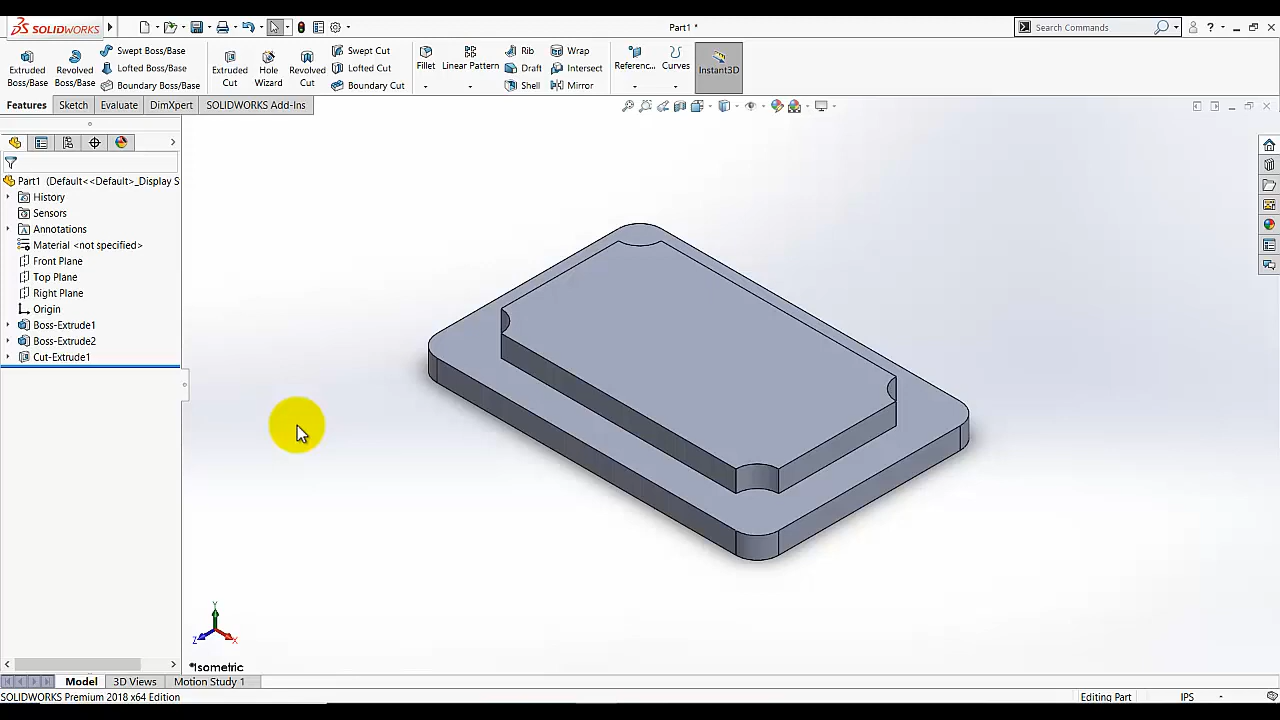 SOLIDWORKS
Part1 *
Search Commands
Extruded Boss/Base
Revolved Boss/Base
Swept Boss/Base
Lofted Boss/Base
Boundary Boss/Base
Extruded Cut
Hole Wizard
Revolved Cut
Swept Cut
Lofted Cut
Boundary Cut
Fillet
Linear Pattern
Rib
Draft
Shell
Wrap
Intersect
Mirror
Referenc...
Curves
Instant3D
Features
Sketch
Evaluate
DimXpert
SOLIDWORKS Add-Ins
Part1 (Default<<Default>_Display S
History
Sensors
Annotations
Material <not specified>
Front Plane
Top Plane
Right Plane
Origin
Boss-Extrude1
Boss-Extrude2
Cut-Extrude1
Y
Z
X
*Isometric
Model
3D Views
Motion Study 1
SOLIDWORKS Premium 2018 x64 Edition
Editing Part
IPS